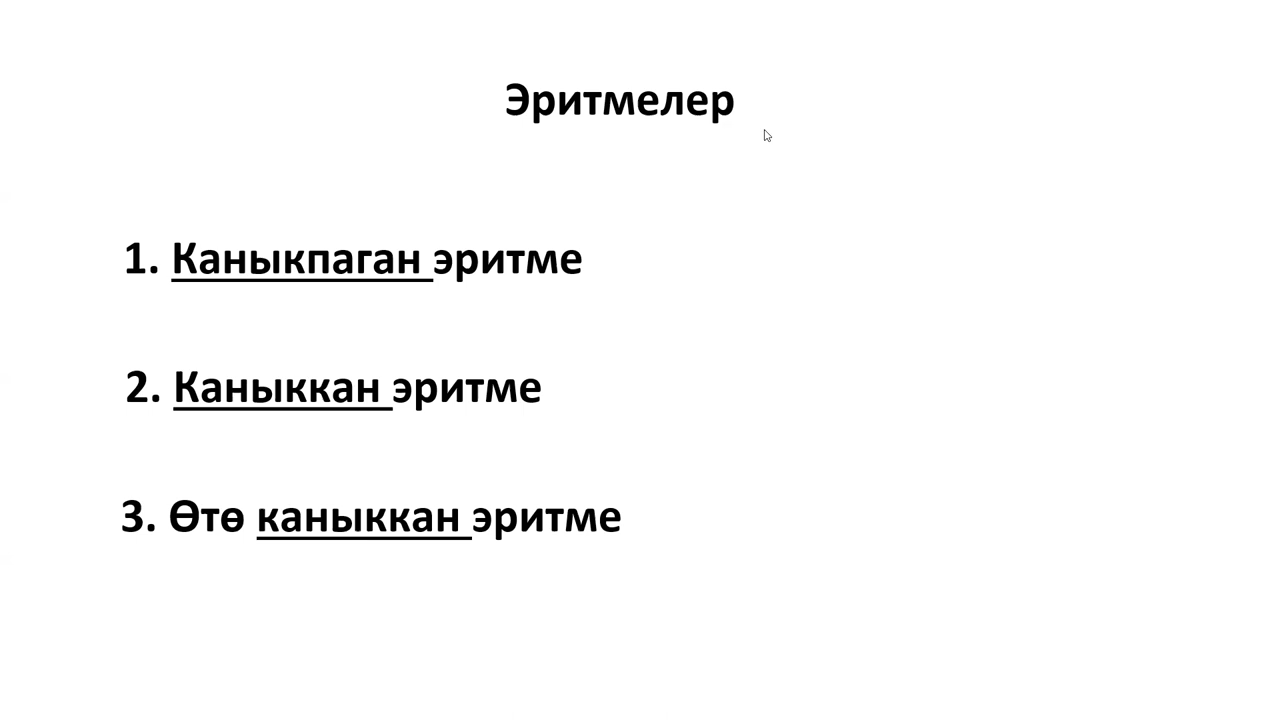 Эритмелер
1. Каныкпаган эритме
2. Каныккан эритме
3. Өтө каныккан эритме